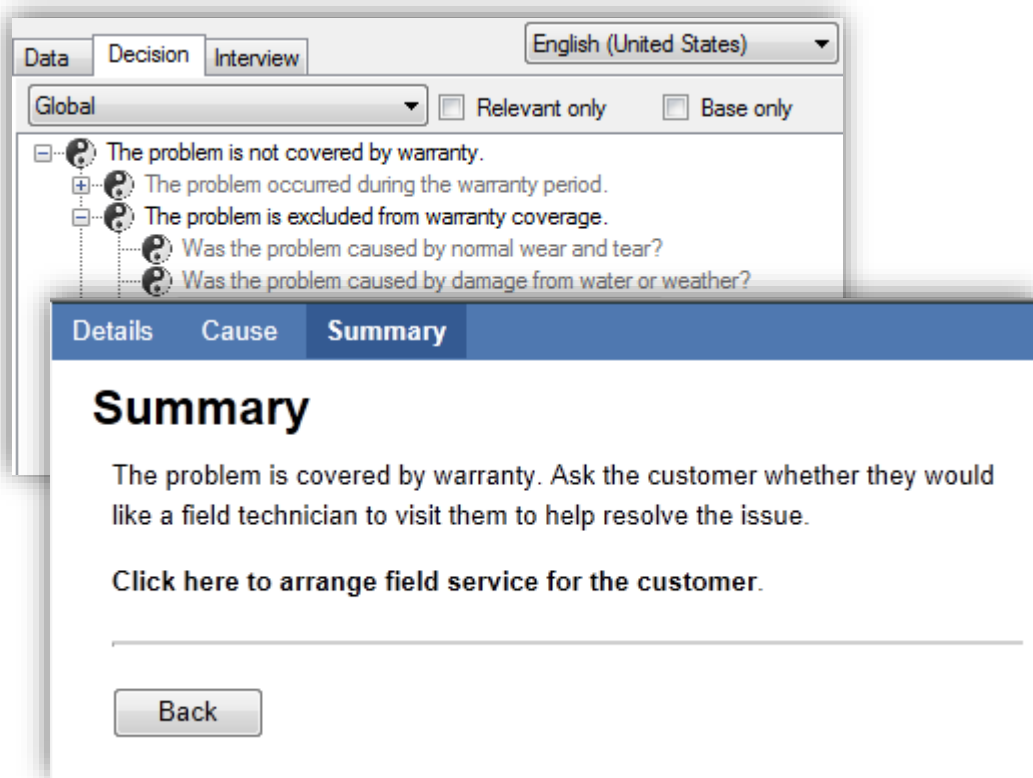 Data Decision Interview English (United States)
Global Relevant only Base only
The problem is not covered by warranty.
The problem occurred during the warranty period.
The problem is excluded from warranty coverage.
Was the problem caused by normal wear and tear?
Was the problem caused by damage from water or weather?
Details Cause Summary
Summary
The problem is covered by warranty. Ask the customer whether they would
like a field technician to visit them to help resolve the issue.
Click here to arrange field service for the customer.
Back